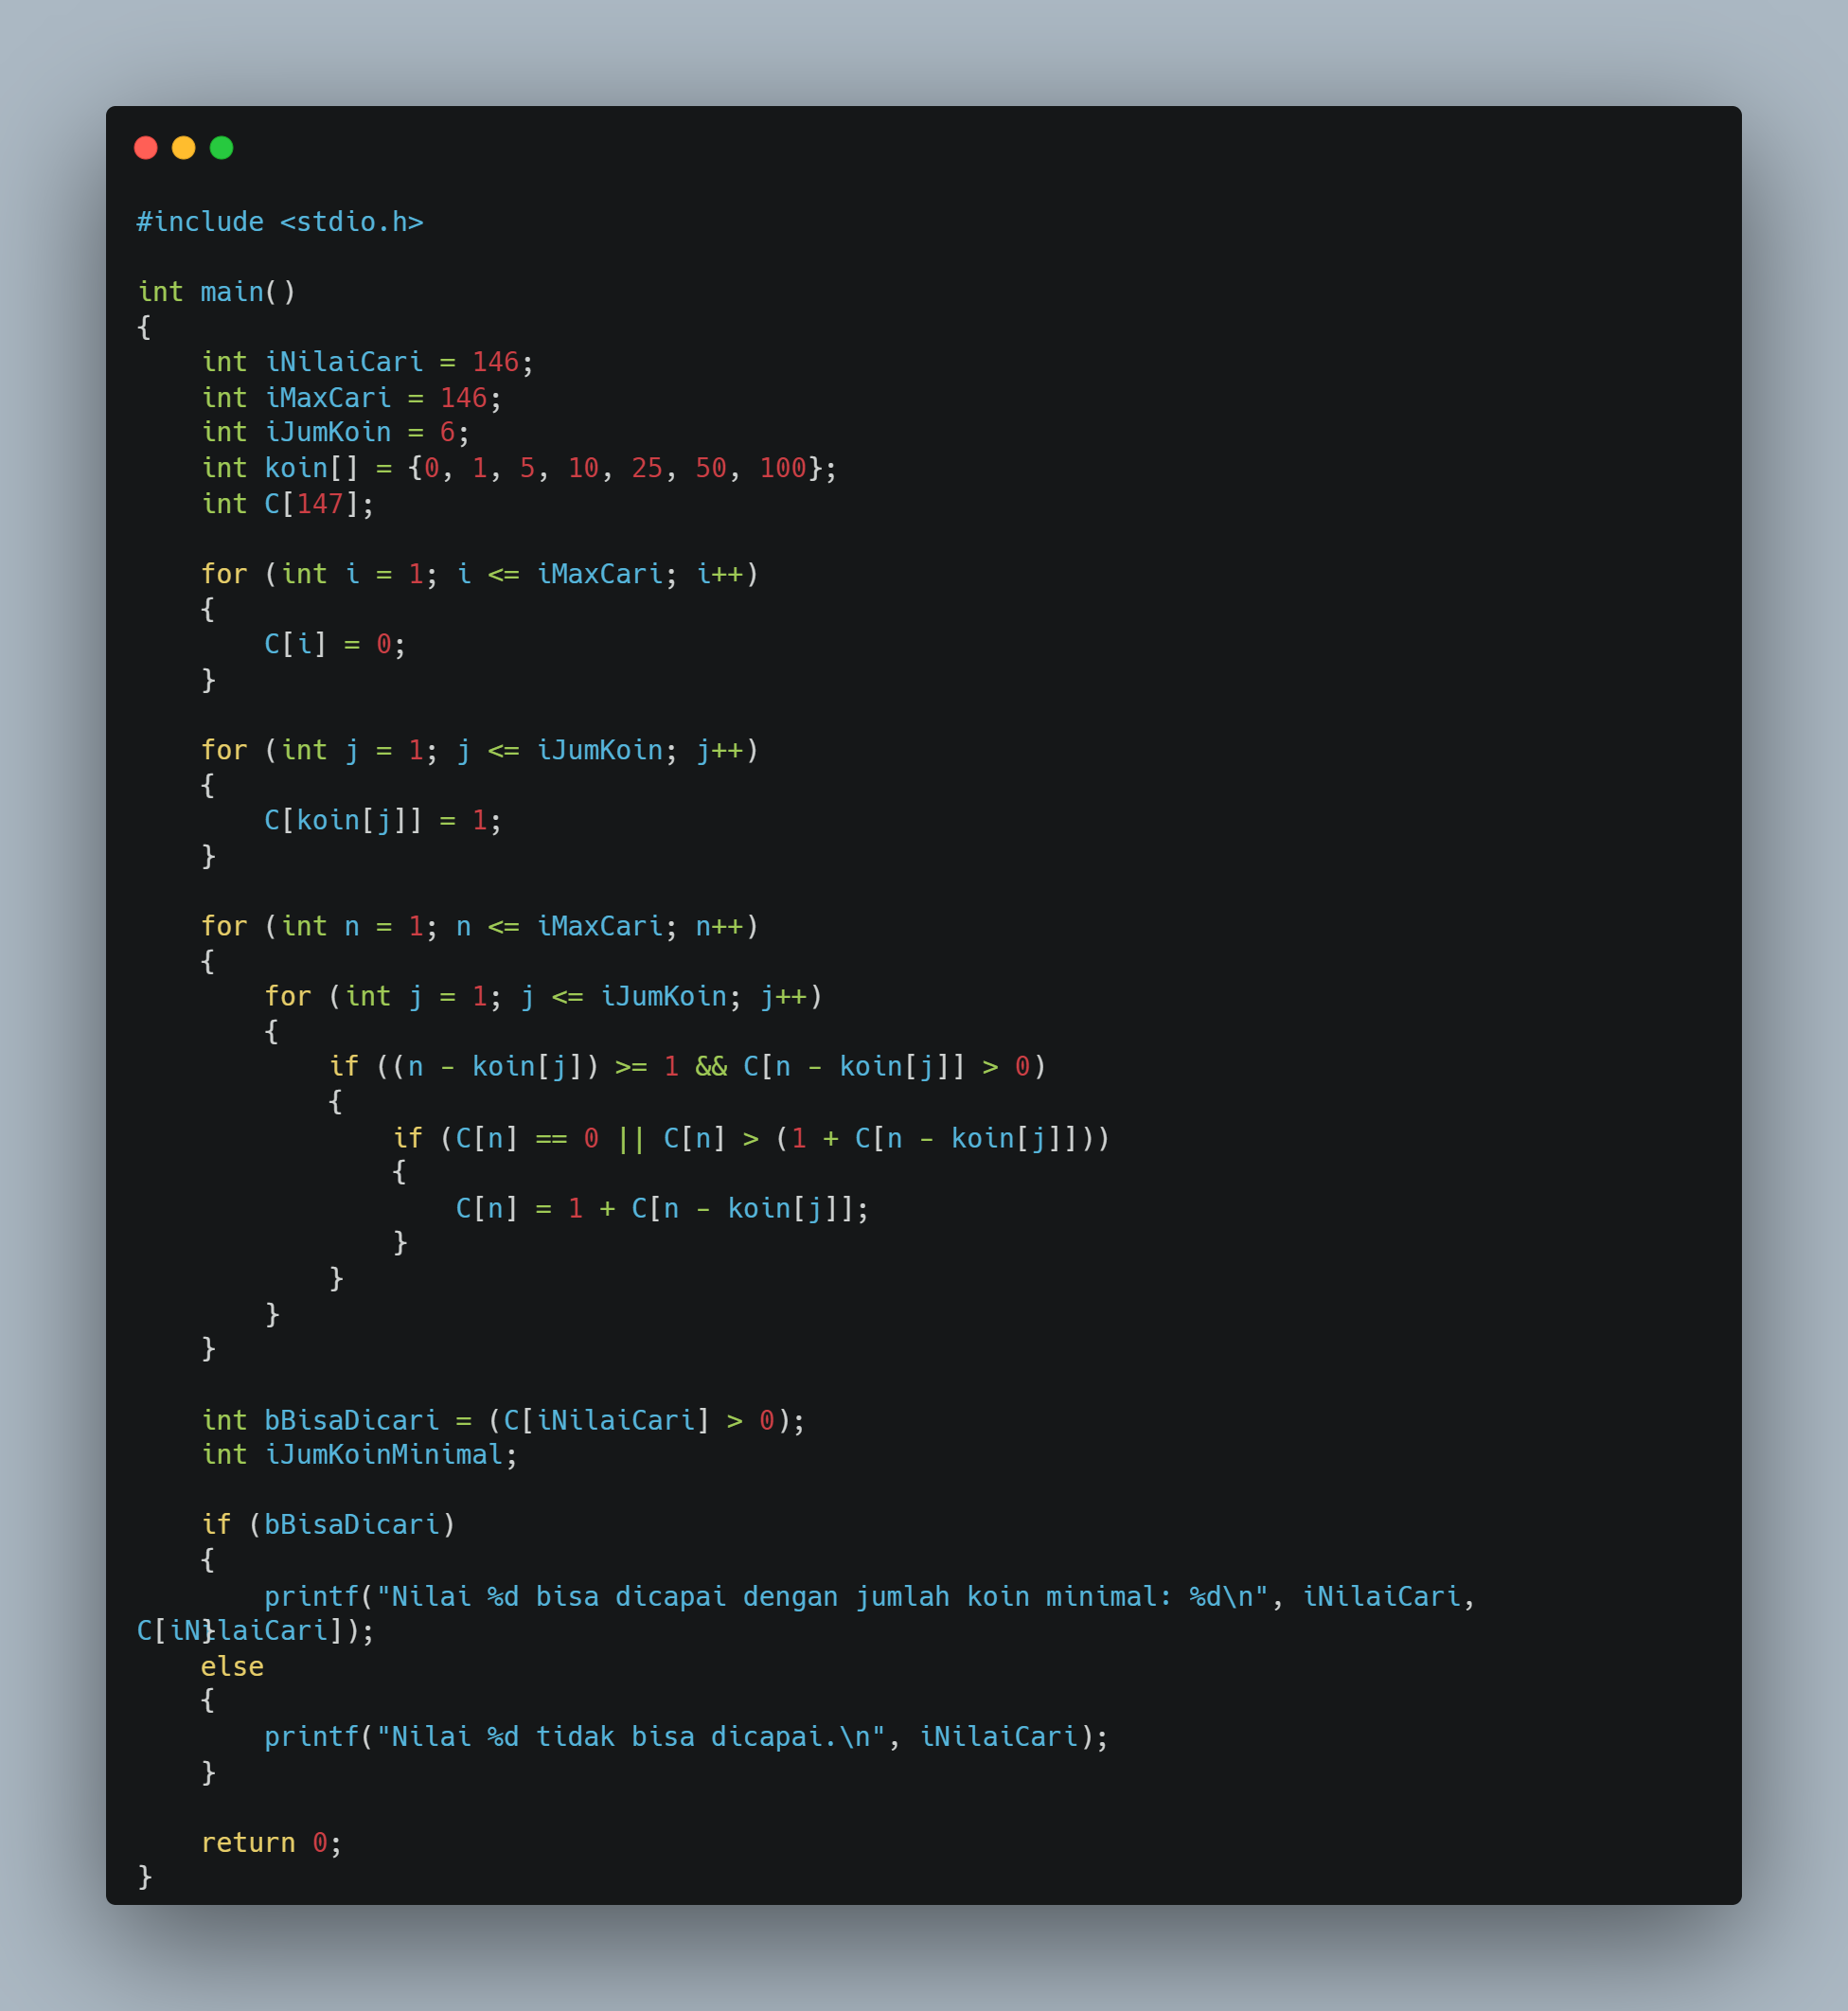 #include <stdio.h>

int main()
{
    int iNilaiCari = 146;
    int iMaxCari = 146;
    int iJumKoin = 6;
    int koin[] = {0, 1, 5, 10, 25, 50, 100};
    int C[147];

    for (int i = 1; i <= iMaxCari; i++)
    {
        C[i] = 0;
    }

    for (int j = 1; j <= iJumKoin; j++)
    {
        C[koin[j]] = 1;
    }

    for (int n = 1; n <= iMaxCari; n++)
    {
        for (int j = 1; j <= iJumKoin; j++)
        {
            if ((n - koin[j]) >= 1 && C[n - koin[j]] > 0)
            {
                if (C[n] == 0 || C[n] > (1 + C[n - koin[j]]))
                {
                    C[n] = 1 + C[n - koin[j]];
                }
            }
        }
    }

    int bBisaDicari = (C[iNilaiCari] > 0);
    int iJumKoinMinimal;

    if (bBisaDicari)
    {
        printf("Nilai %d bisa dicapai dengan jumlah koin minimal: %d\n", iNilaiCari,
C[iNilaiCari]);
    }
    else
    {
        printf("Nilai %d tidak bisa dicapai.\n", iNilaiCari);
    }

    return 0;
}